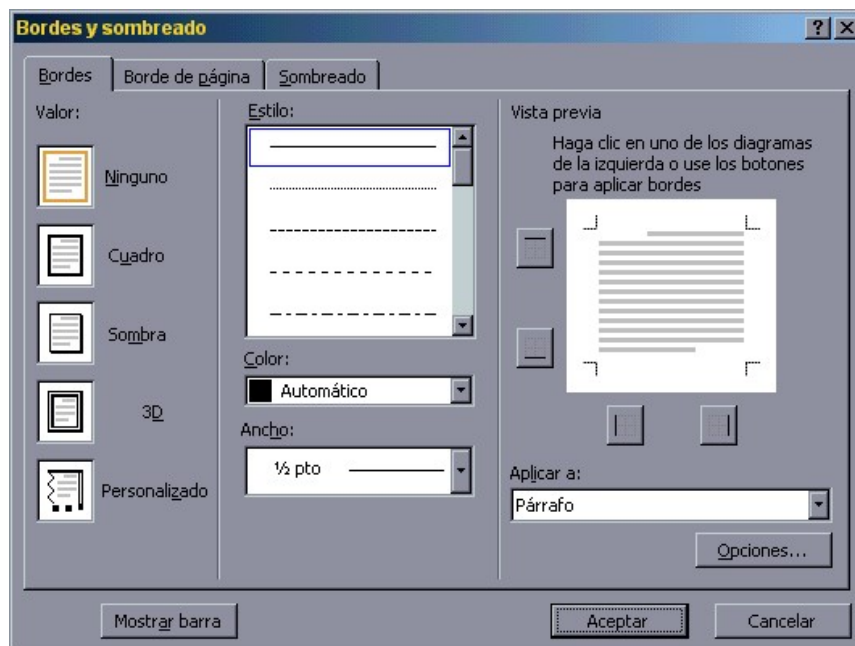 Bordes y sombreado
Bordes
Borde de página
Sombreado
Valor:
Ninguno
Cuadro
Sombra
3D
Personalizado
Estilo:
Color:
Automático
Ancho:
½ pto
Vista previa
Haga clic en uno de los diagramas
de la izquierda o use los botones
para aplicar bordes
Aplicar a:
Párrafo
Opciones...
Mostrar barra
Aceptar
Cancelar